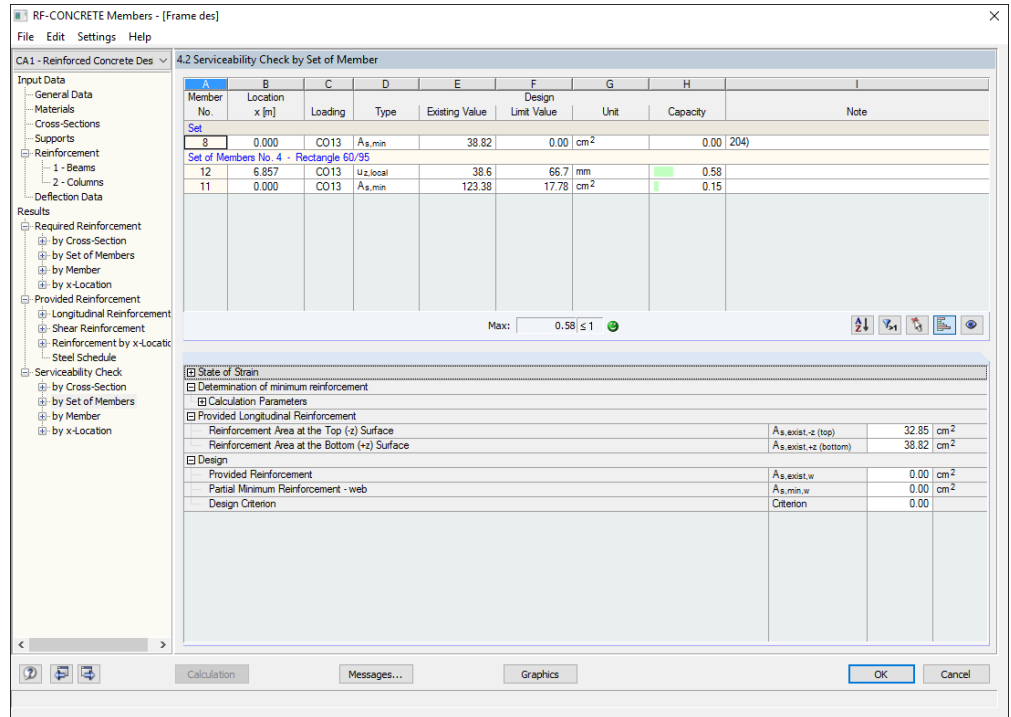 RF-CONCRETE Members - [Frame des]
File Edit Settings Help
CA1 - Reinforced Concrete Des
4.2 Serviceability Check by Set of Member
Input Data
General Data
Materials
Cross-Sections
Supports
Reinforcement
1 - Beams
2 - Columns
Deflection Data
Results
Required Reinforcement
by Cross-Section
by Set of Members
by Member
by x-Location
Provided Reinforcement
Longitudinal Reinforcement
Shear Reinforcement
Reinforcement by x-Locatio
Steel Schedule
Serviceability Check
by Cross-Section
by Set of Members
by Member
by x-Location
A B C D E F G H I
Member Location Design
No. x [m] Loading Type Existing Value Limit Value Unit Capacity Note
Set
8 0.000 CO13 As,min 38.82 0.00 cm2 0.00 204)
Set of Members No. 4 - Rectangle 60/95
12 6.857 CO13 uz,local 38.6 66.7 mm 0.58
11 0.000 CO13 As,min 123.38 17.78 cm2 0.15
Max: 0.58 ≤ 1
State of Strain
Determination of minimum reinforcement
Calculation Parameters
Provided Longitudinal Reinforcement
Reinforcement Area at the Top (-z) Surface As,exist,-z (top) 32.85 cm2
Reinforcement Area at the Bottom (+z) Surface As,exist,+z (bottom) 38.82 cm2
Design
Provided Reinforcement As,exist,w 0.00 cm2
Partial Minimum Reinforcement - web As,min,w 0.00 cm2
Design Criterion Criterion 0.00
Calculation Messages... Graphics OK Cancel